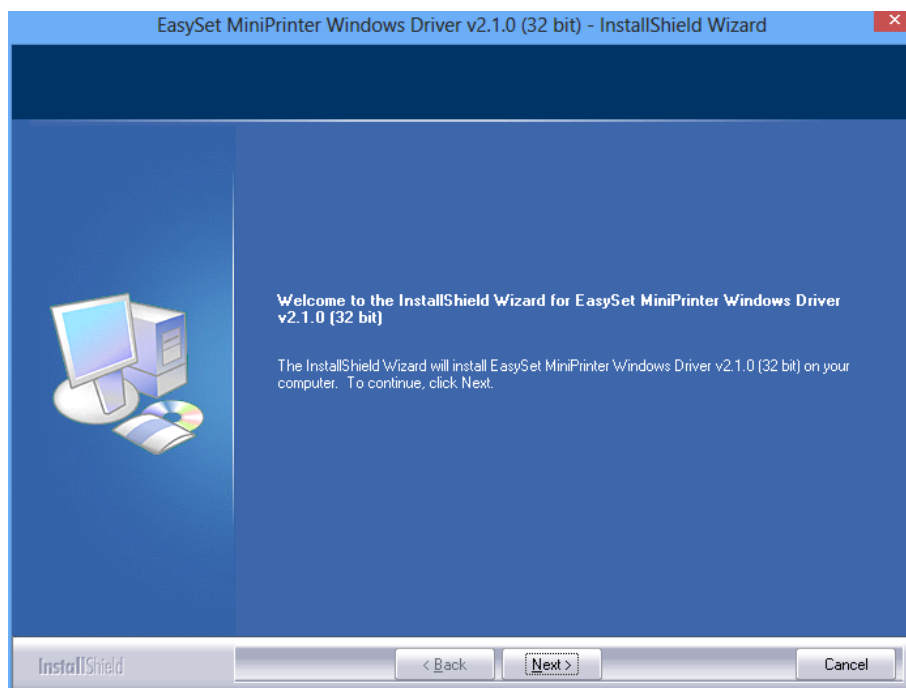 EasySet MiniPrinter Windows Driver v2.1.0 (32 bit) - InstallShield Wizard
Welcome to the InstallShield Wizard for EasySet MiniPrinter Windows Driver
v2.1.0 (32 bit)
The InstallShield Wizard will install EasySet MiniPrinter Windows Driver v2.1.0 (32 bit) on your
computer. To continue, click Next.
InstallShield
< Back
Next >
Cancel